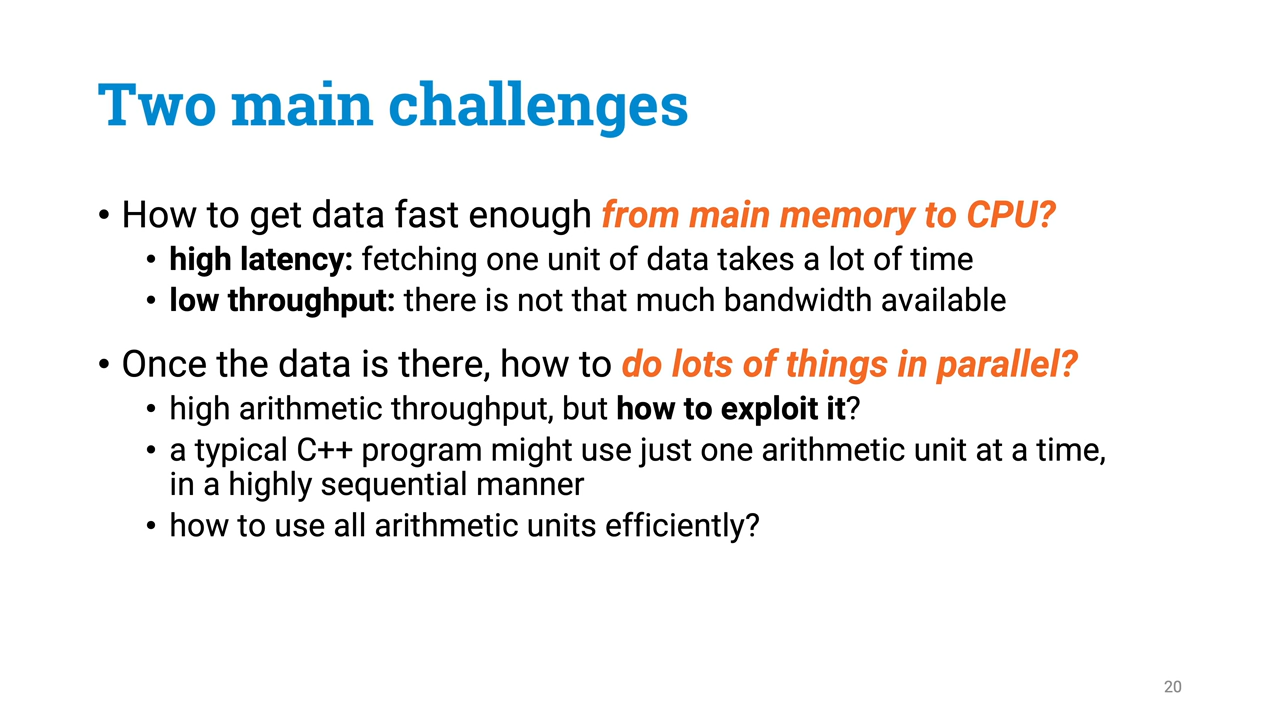 Two main challenges
• How to get data fast enough from main memory to CPU?
• high latency: fetching one unit of data takes a lot of time
• low throughput: there is not that much bandwidth available
• Once the data is there, how to do lots of things in parallel?
• high arithmetic throughput, but how to exploit it?
• a typical C++ program might use just one arithmetic unit at a time,
in a highly sequential manner
• how to use all arithmetic units efficiently?
20